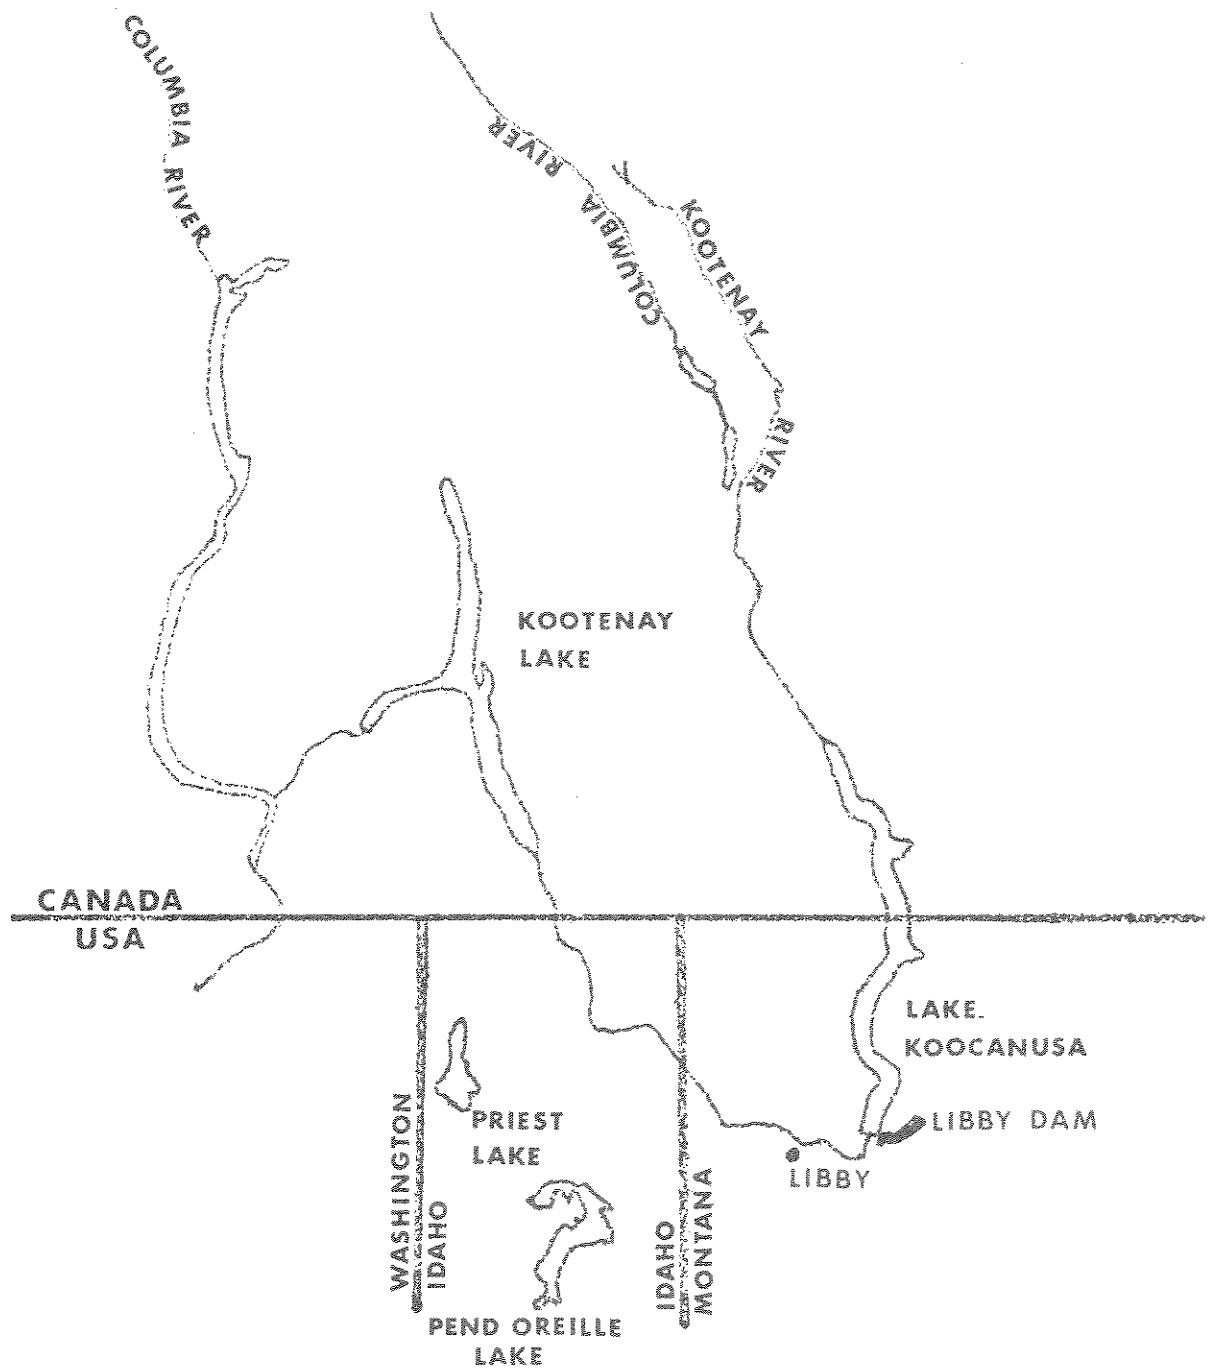 COLUMBIA RIVER
COLUMBIA RIVER
KOOTENAY RIVER
KOOTENAY
LAKE
CANADA
USA
LAKE
KOOCANUSA
LIBBY DAM
LIBBY
PRIEST
LAKE
WASHINGTON
IDAHO
IDAHO
MONTANA
PEND OREILLE
LAKE